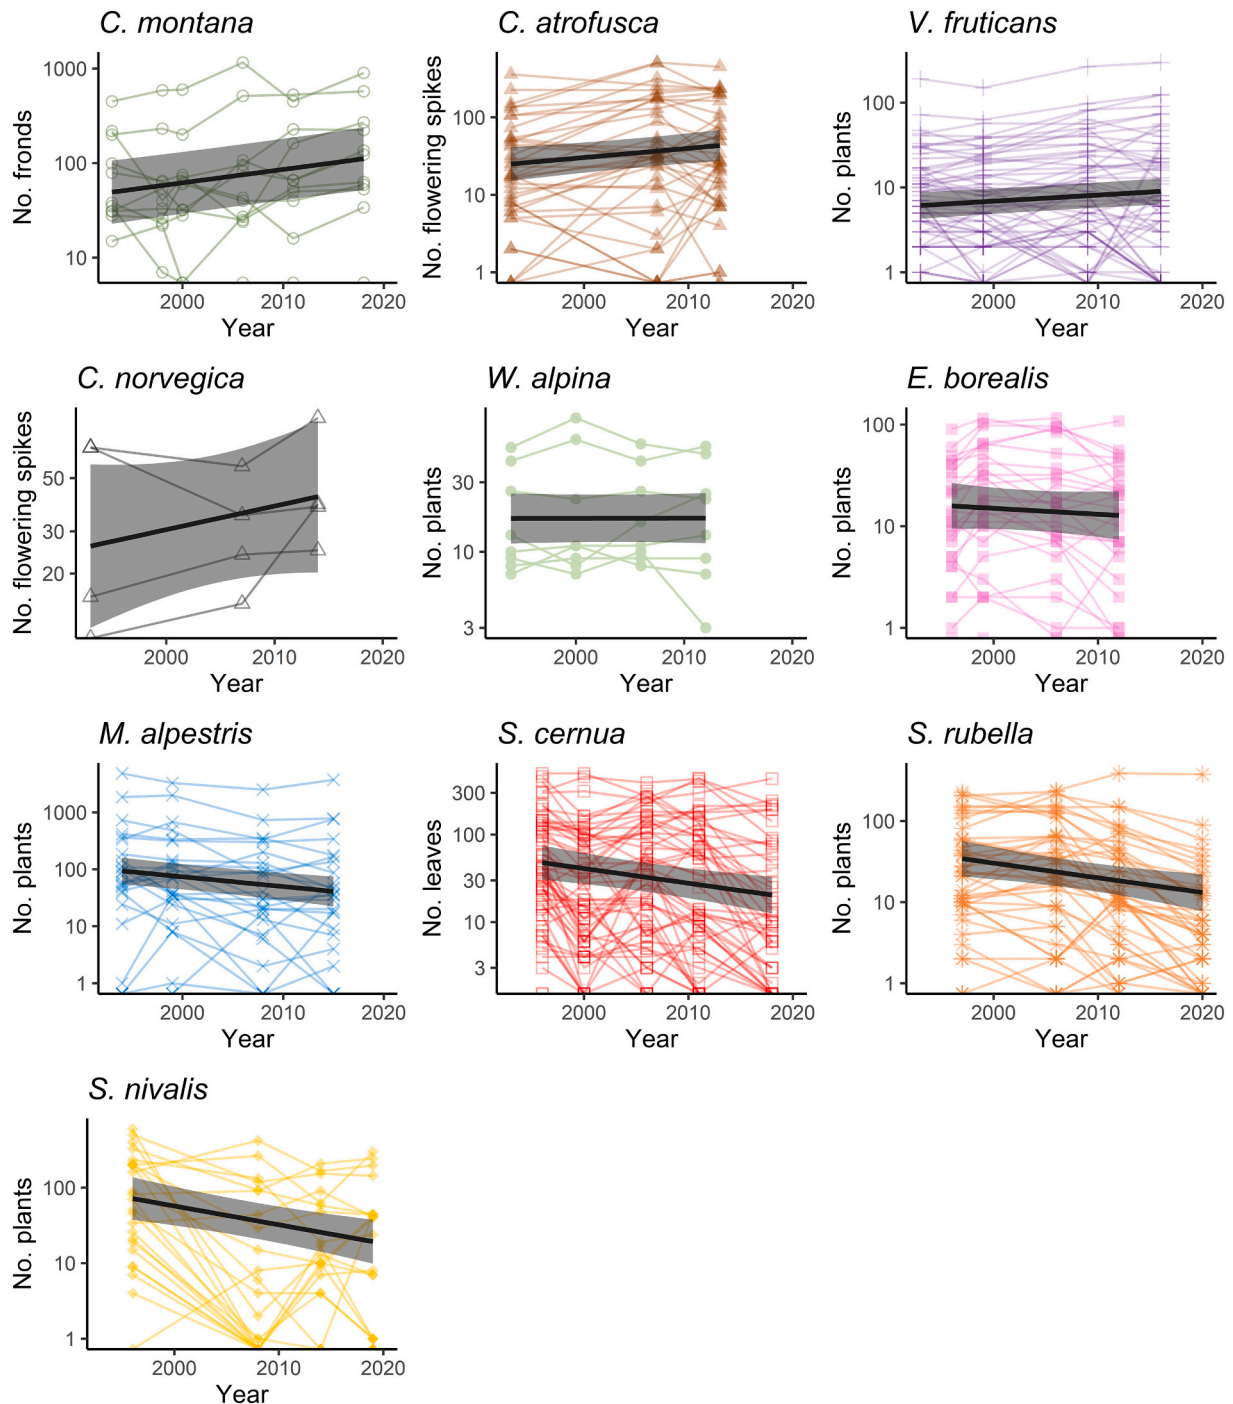 C. montana
No. fronds
1000
100
10
2000 2010 2020
Year
C. atrofusca
No. flowering spikes
100
10
1
2000 2010 2020
Year
V. fruticans
No. plants
100
10
1
2000 2010 2020
Year
C. norvegica
No. flowering spikes
50
30
20
2000 2010 2020
Year
W. alpina
No. plants
30
10
3
2000 2010 2020
Year
E. borealis
No. plants
100
10
1
2000 2010 2020
Year
M. alpestris
No. plants
1000
100
10
1
2000 2010 2020
Year
S. cernua
No. leaves
300
100
30
10
3
2000 2010 2020
Year
S. rubella
No. plants
100
10
1
2000 2010 2020
Year
S. nivalis
No. plants
100
10
1
2000 2010 2020
Year